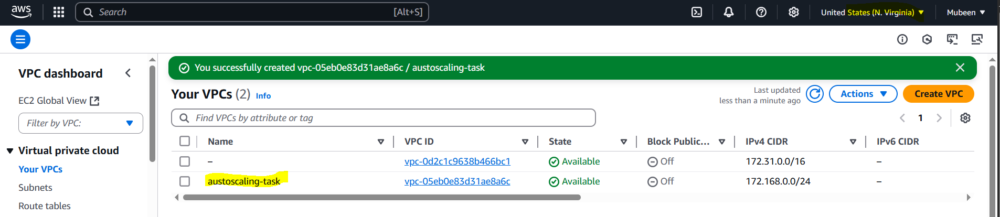 aws Search [Alt+S] United States (N. Virginia) Mubeen
VPC dashboard
EC2 Global View
Filter by VPC:
Virtual private cloud
Your VPCs
Subnets
Route tables
You successfully created vpc-05eb0e83d31ae8a6c / austoscaling-task
Your VPCs (2) Info
Last updated
less than a minute ago
Actions
Create VPC
Find VPCs by attribute or tag
1
Name VPC ID State Block Public... IPv4 CIDR IPv6 CIDR
– vpc-0d2c1c9638b466bc1 Available Off 172.31.0.0/16 –
austoscaling-task vpc-05eb0e83d31ae8a6c Available Off 172.168.0.0/24 –